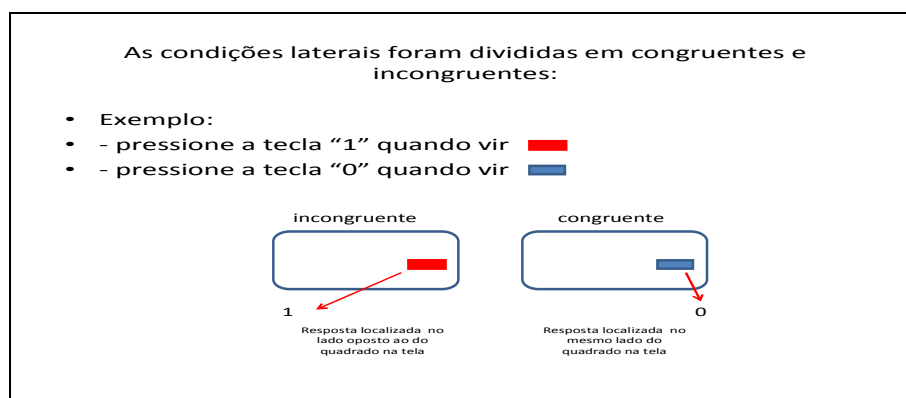 As condições laterais foram divididas em congruentes e
incongruentes:
• Exemplo:
• - pressione a tecla “1” quando vir
• - pressione a tecla “0” quando vir
incongruente
congruente
1
0
Resposta localizada no
lado oposto ao do
quadrado na tela
Resposta localizada no
mesmo lado do
quadrado na tela